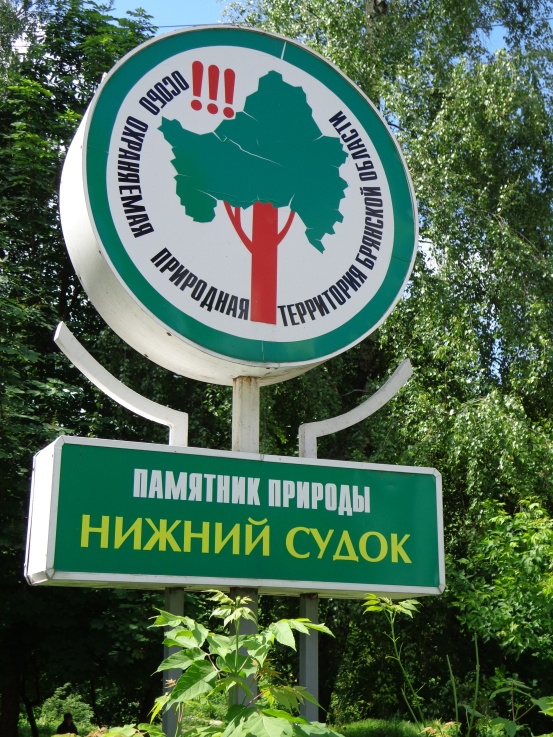 !!!
ОСОБО ОХРАНЯЕМАЯ
ПРИРОДНАЯ
ТЕРРИТОРИЯ БРЯНСКОЙ ОБЛАСТИ
ПАМЯТНИК ПРИРОДЫ
НИЖНИЙ СУДОК